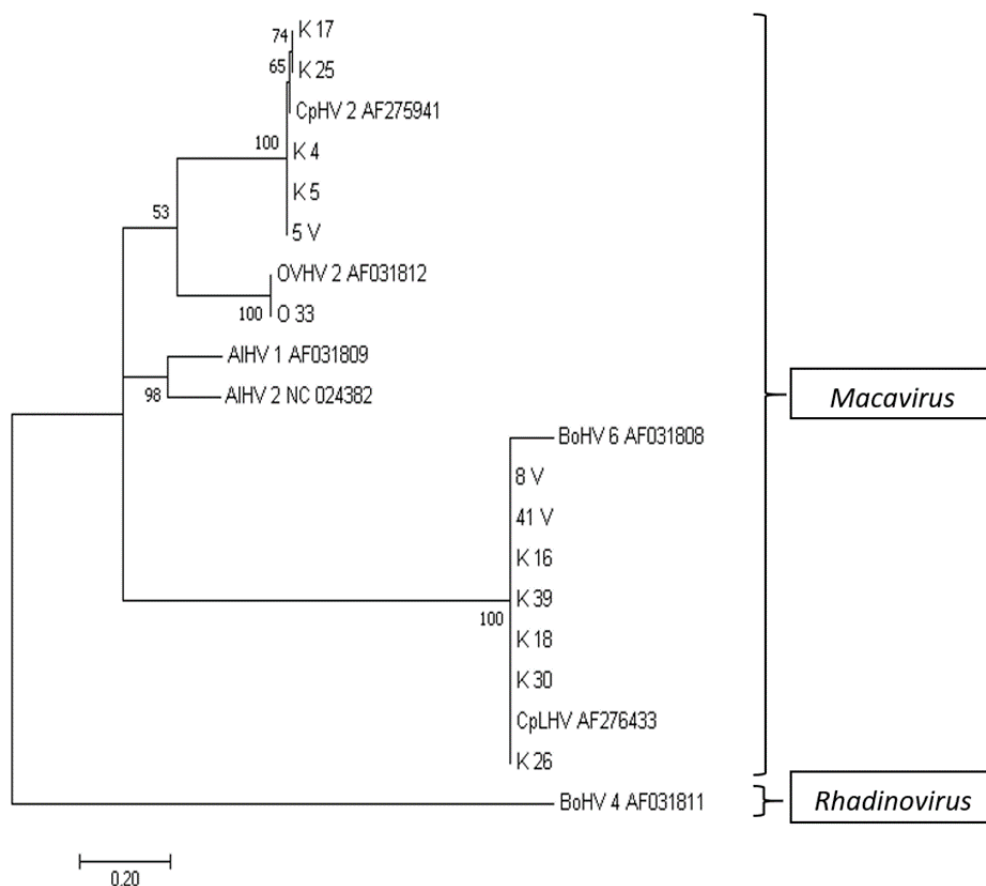 74
K 17
65
K 25
CpHV 2 AF275941
100
K 4
K 5
53
5 V
OVHV 2 AF031812
100
O 33
AlHV 1 AF031809
98
AlHV 2 NC 024382
Macavirus
BoHV 6 AF031808
8 V
41 V
K 16
K 39
100
K 18
K 30
CpLHV AF276433
K 26
BoHV 4 AF031811
Rhadinovirus
0.20